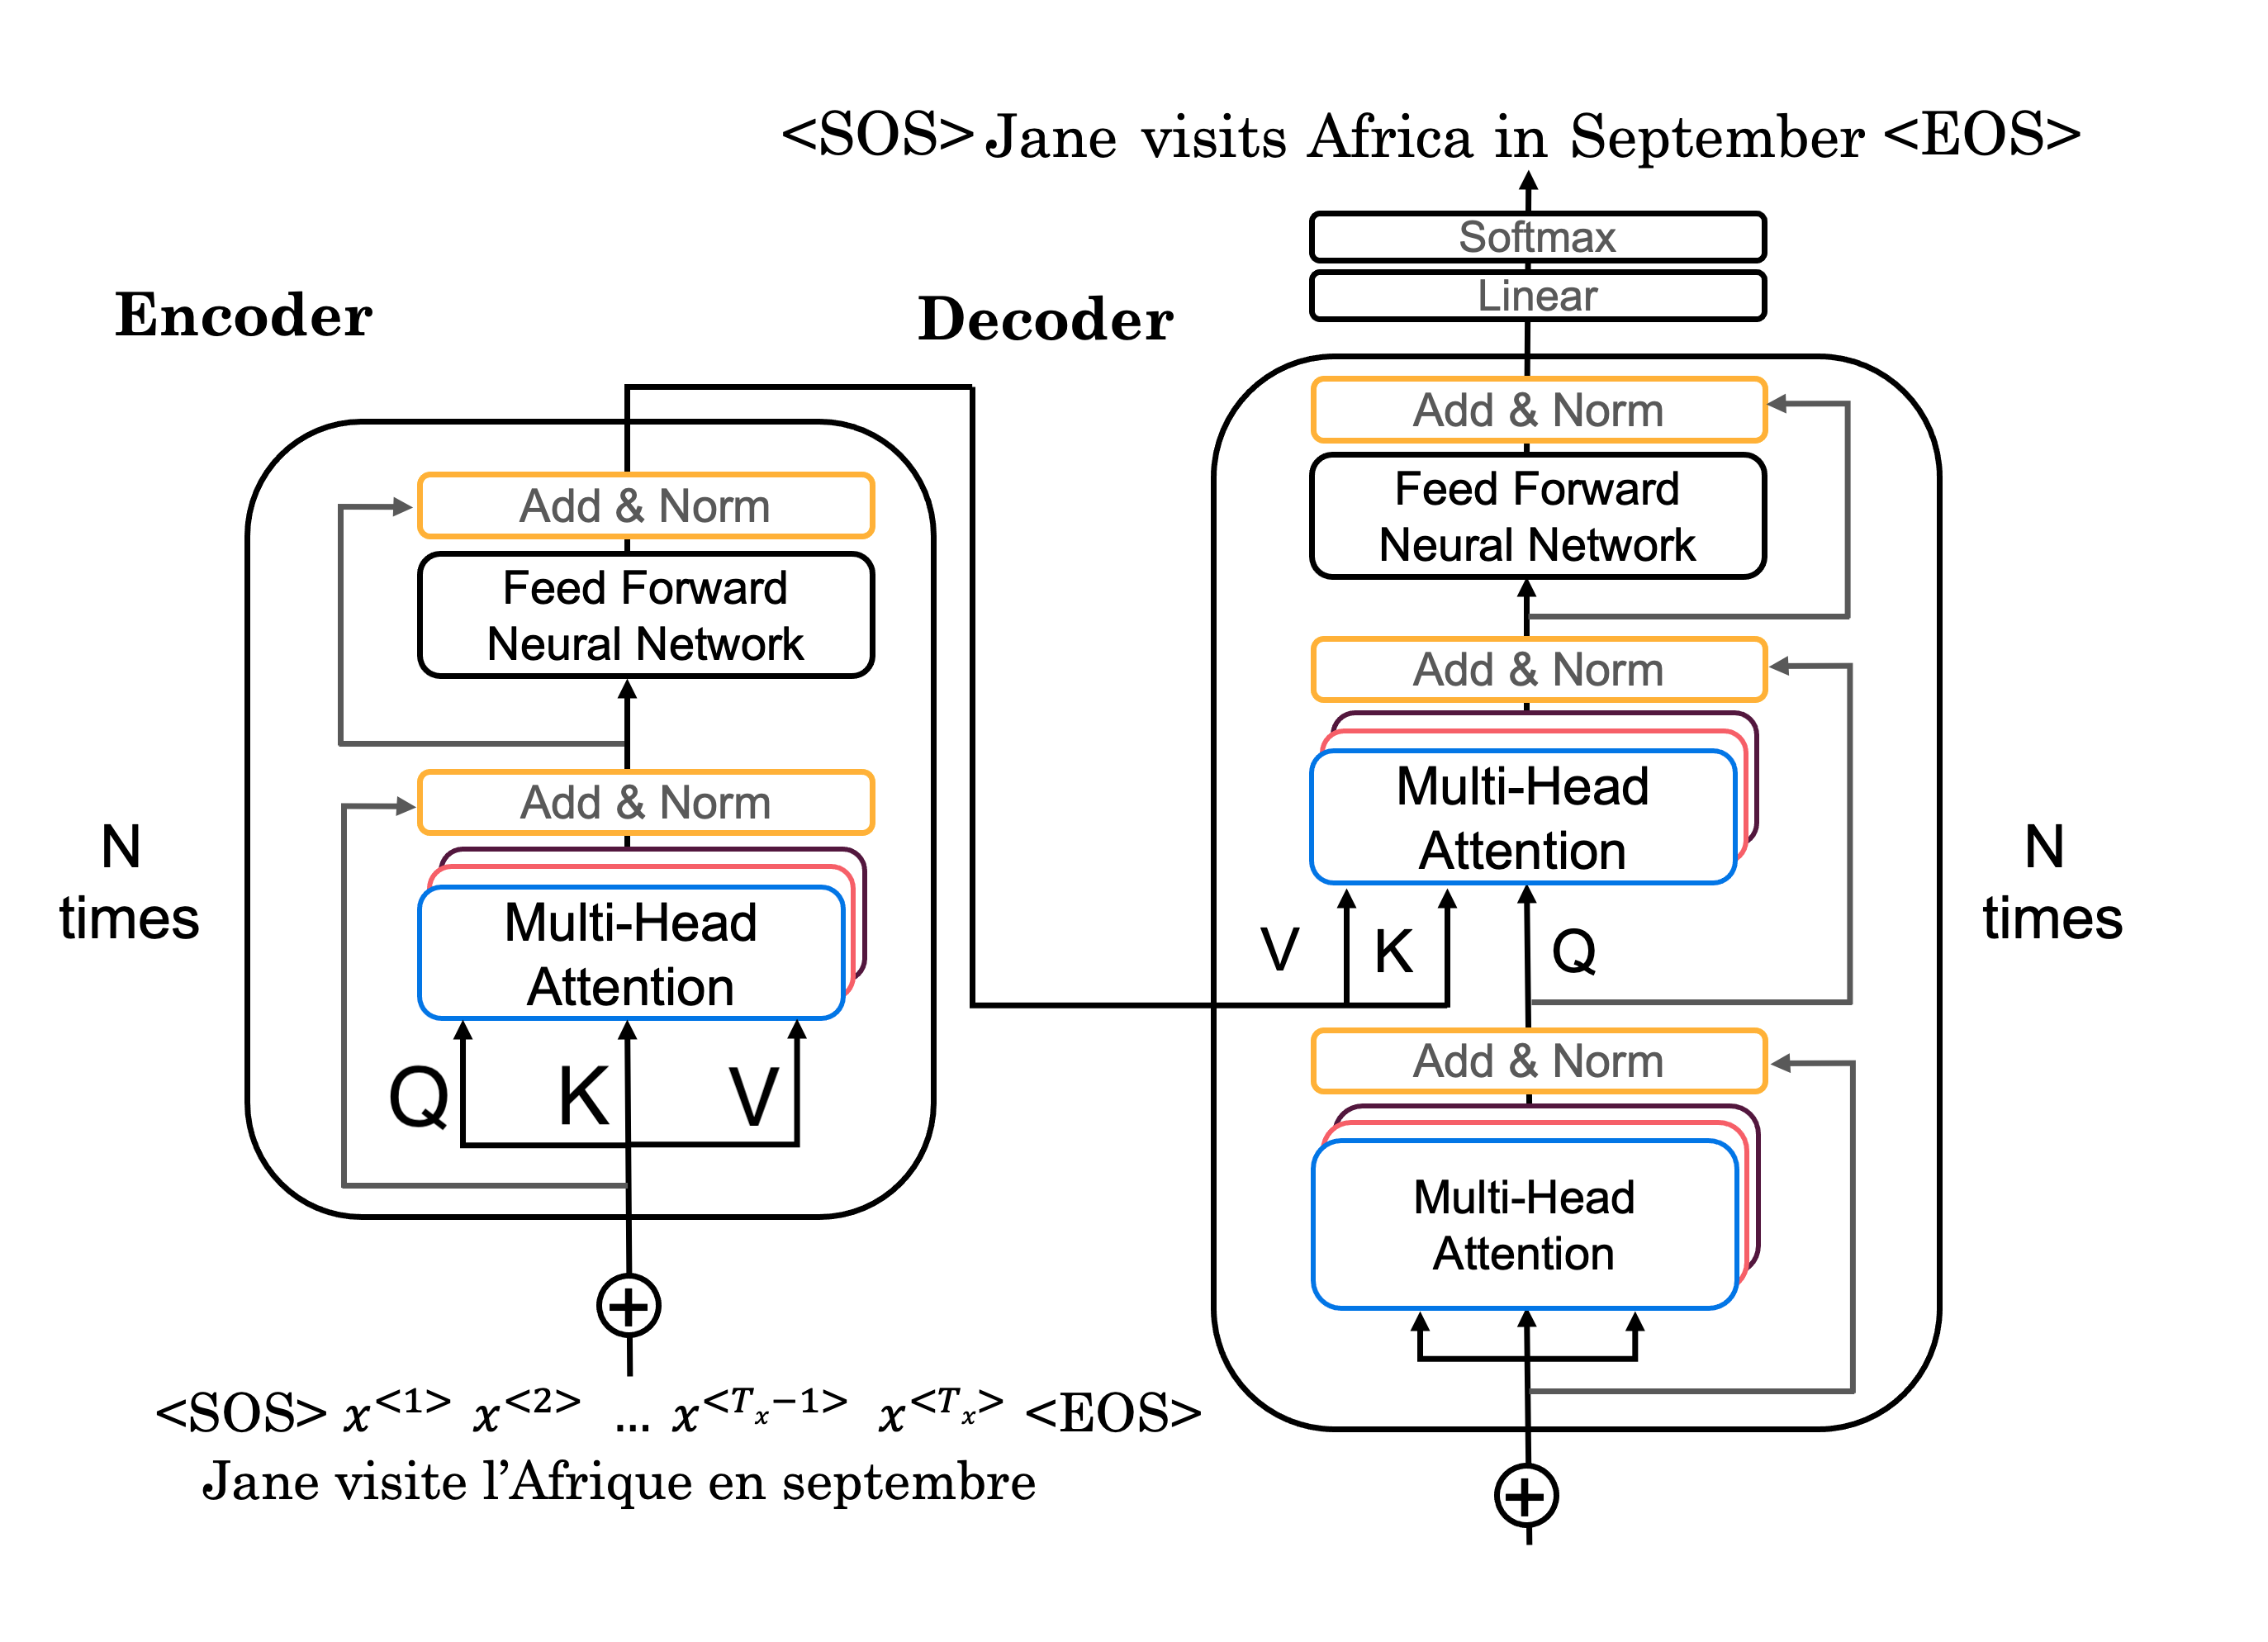 <SOS> Jane visits Africa in September <EOS>
Softmax
Linear
Encoder
Decoder
Add & Norm
Feed Forward
Neural Network
Add & Norm
Multi-Head
Attention
Q K V
N
times
<SOS> x^<1> x^<2> ... x^<T_x-1> x^<T_x> <EOS>
Jane visite l'Afrique en septembre
Add & Norm
Feed Forward
Neural Network
Add & Norm
Multi-Head
Attention
V K Q
N
times
Add & Norm
Multi-Head
Attention